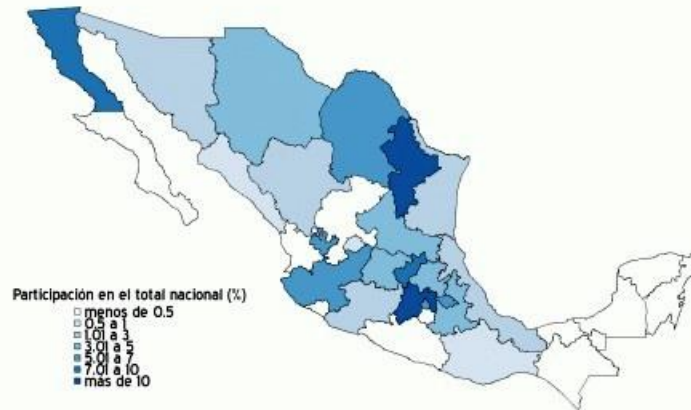 Participación en el total nacional (%)
menos de 0.5
0.5 a 1
1.01 a 3
3.01 a 5
5.01 a 7
7.01 a 10
más de 10